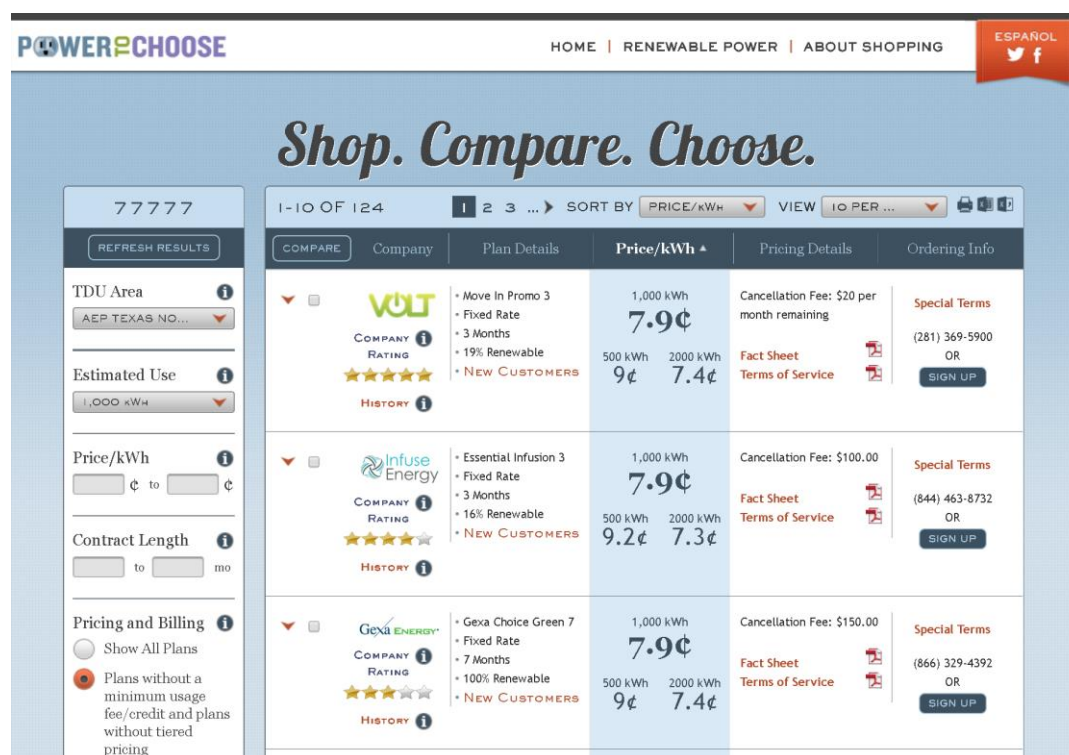 POWER TO CHOOSE
HOME | RENEWABLE POWER | ABOUT SHOPPING
ESPAÑOL
Shop. Compare. Choose.
77777
REFRESH RESULTS
TDU Area
AEP TEXAS NO...
Estimated Use
1,000 KWH
Price/kWh
¢ to ¢
Contract Length
to mo
Pricing and Billing
Show All Plans
Plans without a
minimum usage
fee/credit and plans
without tiered
pricing
1-10 OF 124
1 2 3 ... SORT BY PRICE/KWH VIEW 10 PER ...
COMPARE Company Plan Details Price/kWh Pricing Details Ordering Info
VOLT
COMPANY
RATING
HISTORY
• Move In Promo 3
• Fixed Rate
• 3 Months
• 19% Renewable
• NEW CUSTOMERS
1,000 kWh
7.9¢
500 kWh 2000 kWh
9¢ 7.4¢
Cancellation Fee: $20 per
month remaining
Fact Sheet
Terms of Service
Special Terms
(281) 369-5900
OR
SIGN UP
Infuse
Energy
COMPANY
RATING
HISTORY
• Essential Infusion 3
• Fixed Rate
• 3 Months
• 16% Renewable
• NEW CUSTOMERS
1,000 kWh
7.9¢
500 kWh 2000 kWh
9.2¢ 7.3¢
Cancellation Fee: $100.00
Fact Sheet
Terms of Service
Special Terms
(844) 463-8732
OR
SIGN UP
Gexa ENERGY
COMPANY
RATING
HISTORY
• Gexa Choice Green 7
• Fixed Rate
• 7 Months
• 100% Renewable
• NEW CUSTOMERS
1,000 kWh
7.9¢
500 kWh 2000 kWh
9¢ 7.4¢
Cancellation Fee: $150.00
Fact Sheet
Terms of Service
Special Terms
(866) 329-4392
OR
SIGN UP